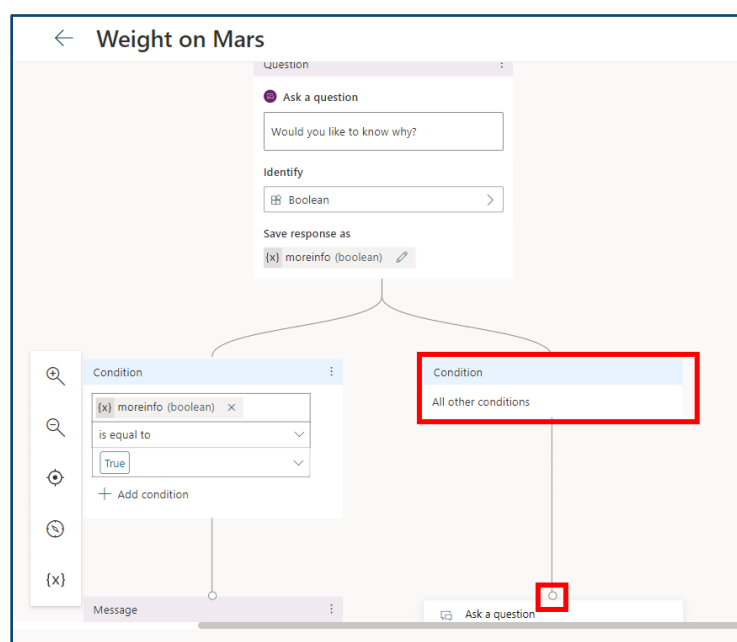 Weight on Mars
Question
Ask a question
Would you like to know why?
Identify
Boolean
Save response as
{x} moreinfo (boolean)
Condition
{x} moreinfo (boolean) ×
is equal to
True
+ Add condition
Condition
All other conditions
{x}
Message
Ask a question